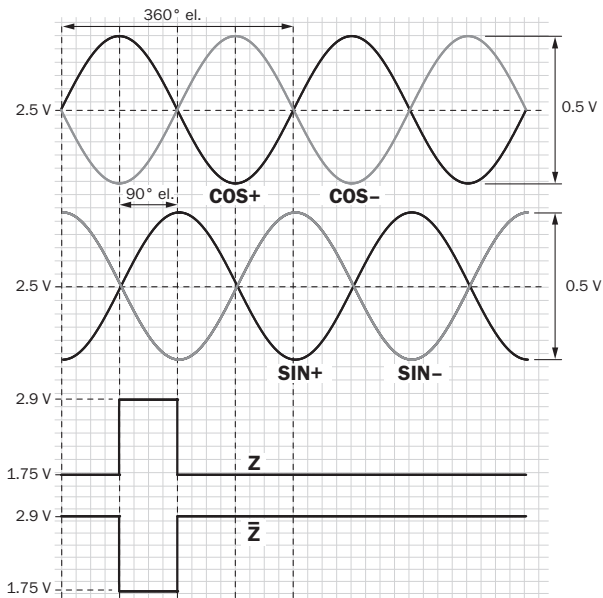 360° el.
2.5 V
0.5 V
90° el.
COS+
COS–
2.5 V
0.5 V
SIN+
SIN–
2.9 V
Z
1.75 V
2.9 V
Z̅
1.75 V